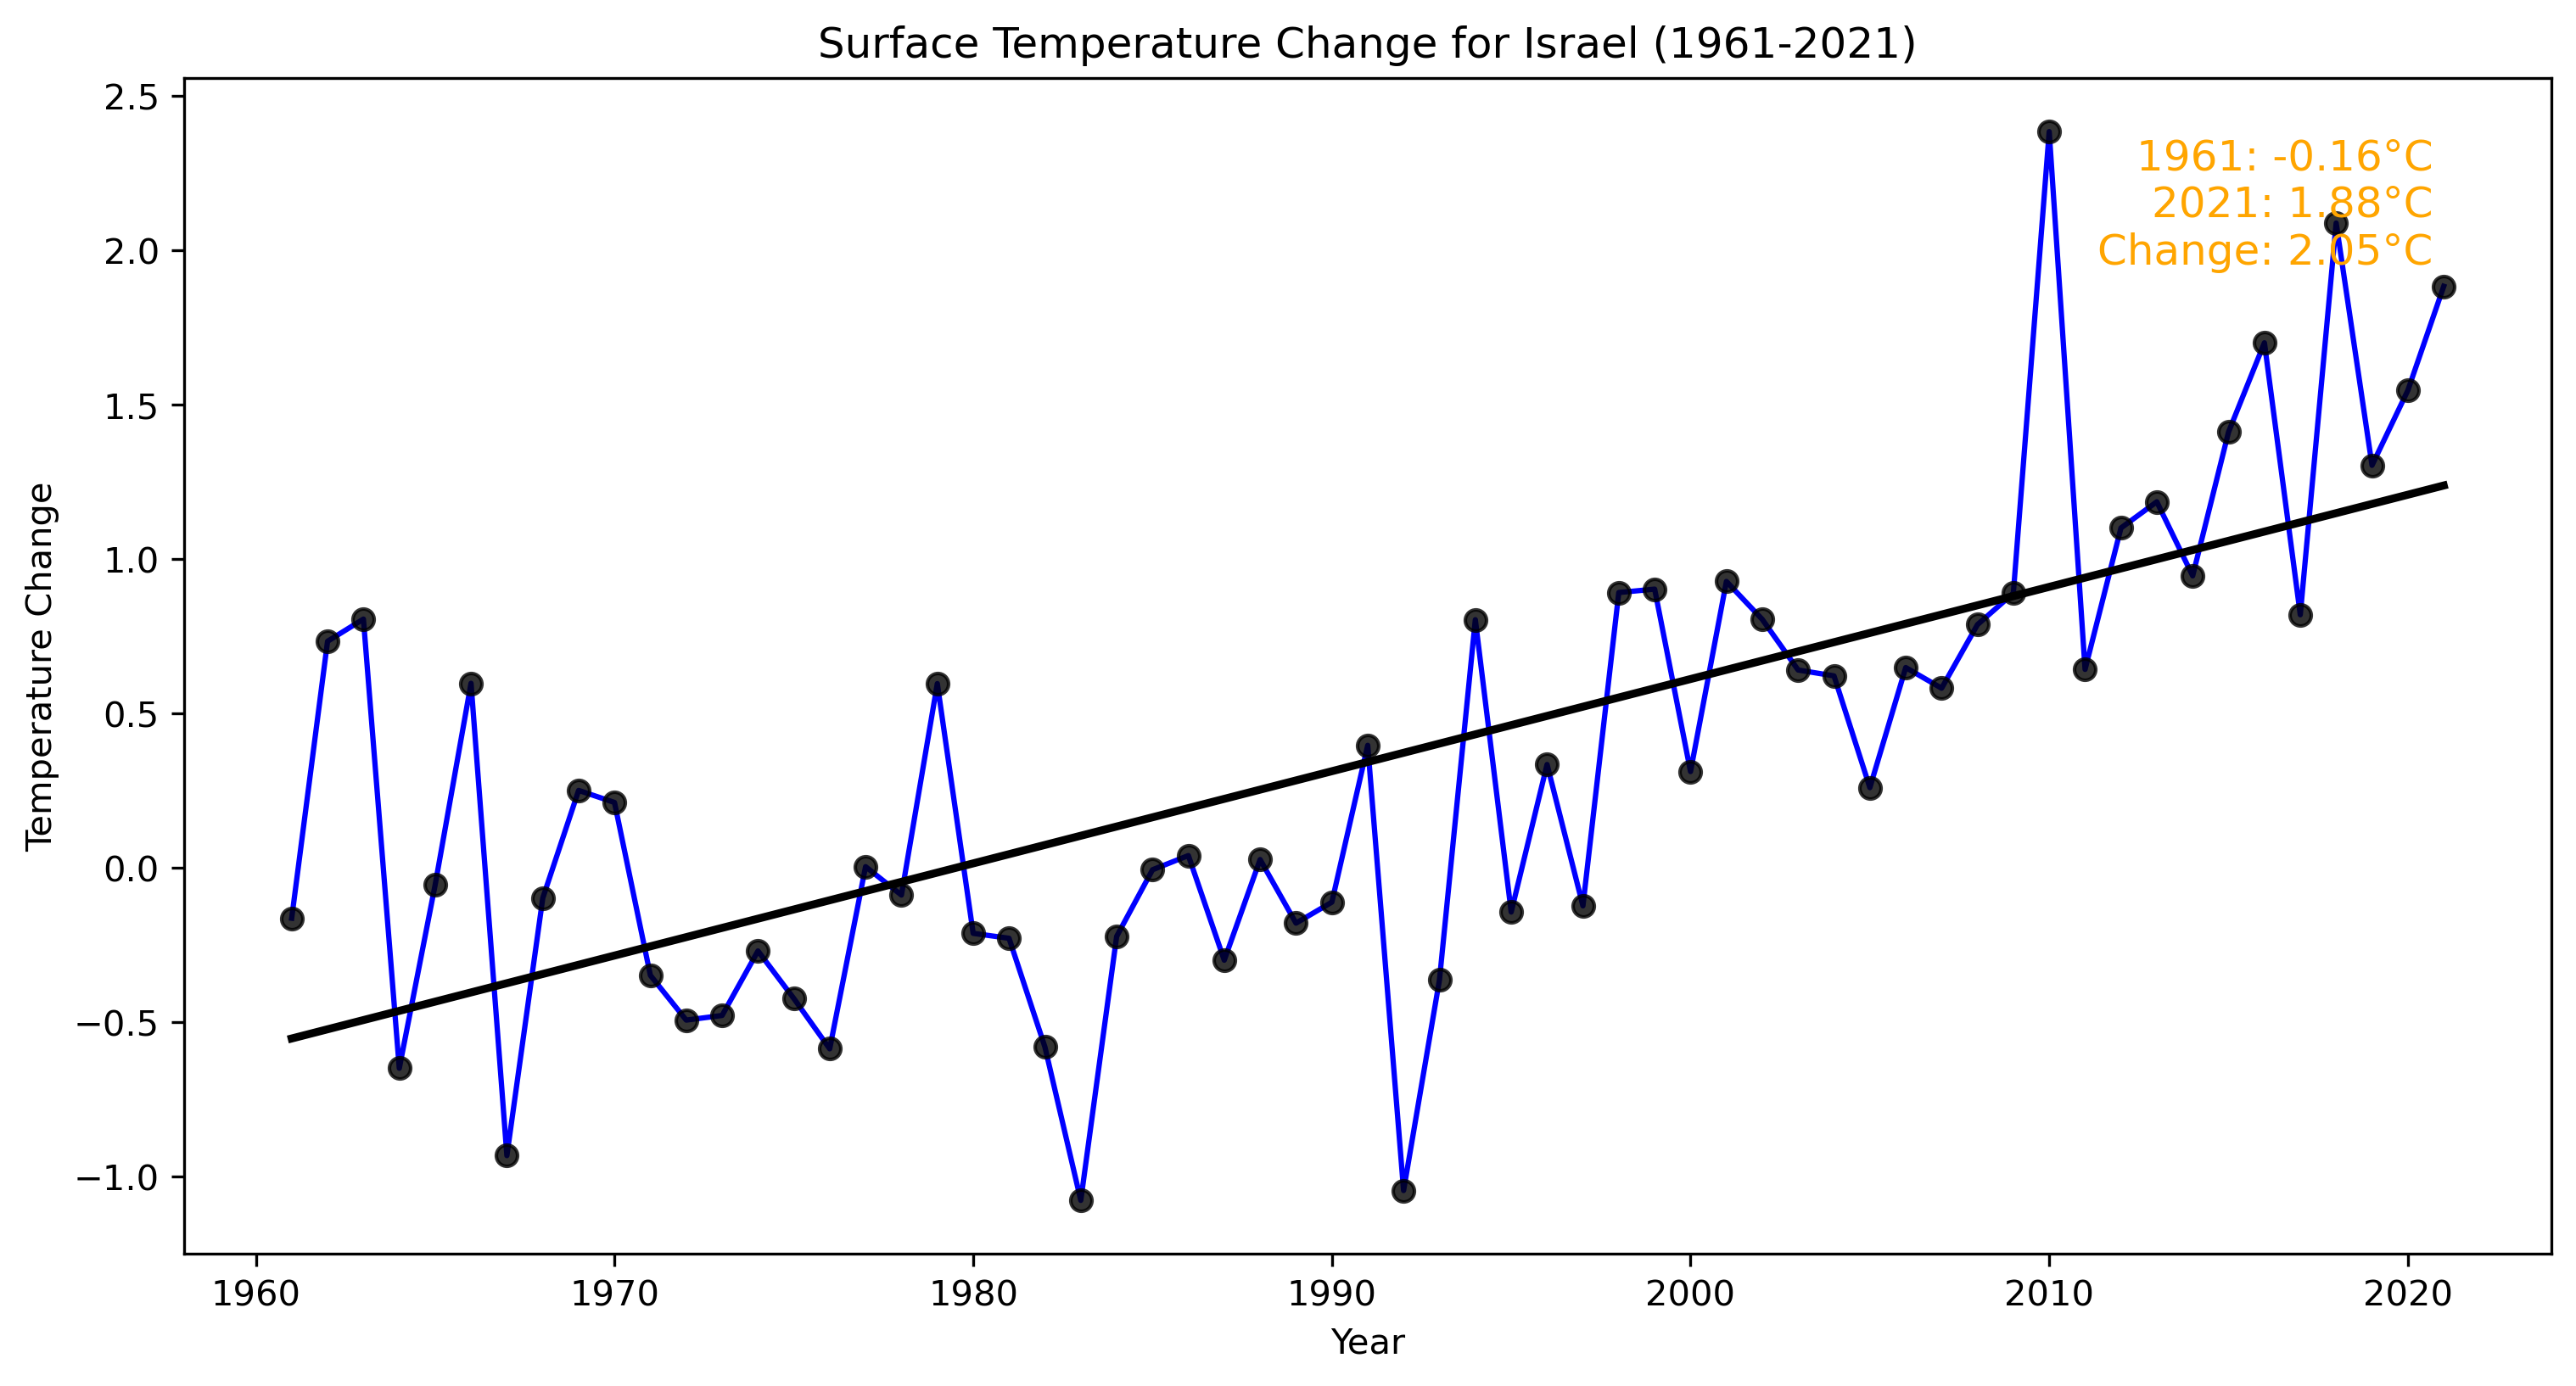 Surface Temperature Change for Israel (1961-2021)
2.5
2.0
1.5
1.0
0.5
0.0
−0.5
−1.0
Temperature Change
1961: -0.16°C
2021: 1.88°C
Change: 2.05°C
1960 1970 1980 1990 2000 2010 2020
Year